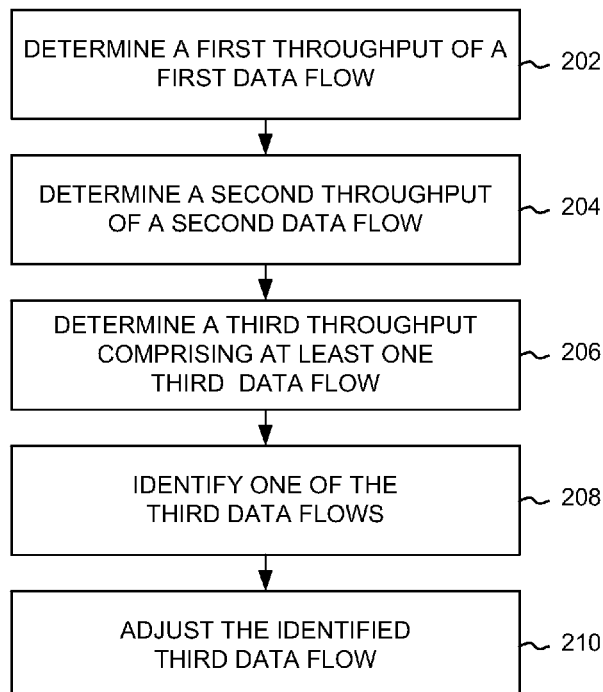 DETERMINE A FIRST THROUGHPUT OF A
FIRST DATA FLOW
202
DETERMINE A SECOND THROUGHPUT
OF A SECOND DATA FLOW
204
DETERMINE A THIRD THROUGHPUT
COMPRISING AT LEAST ONE
THIRD DATA FLOW
206
IDENTIFY ONE OF THE
THIRD DATA FLOWS
208
ADJUST THE IDENTIFIED
THIRD DATA FLOW
210